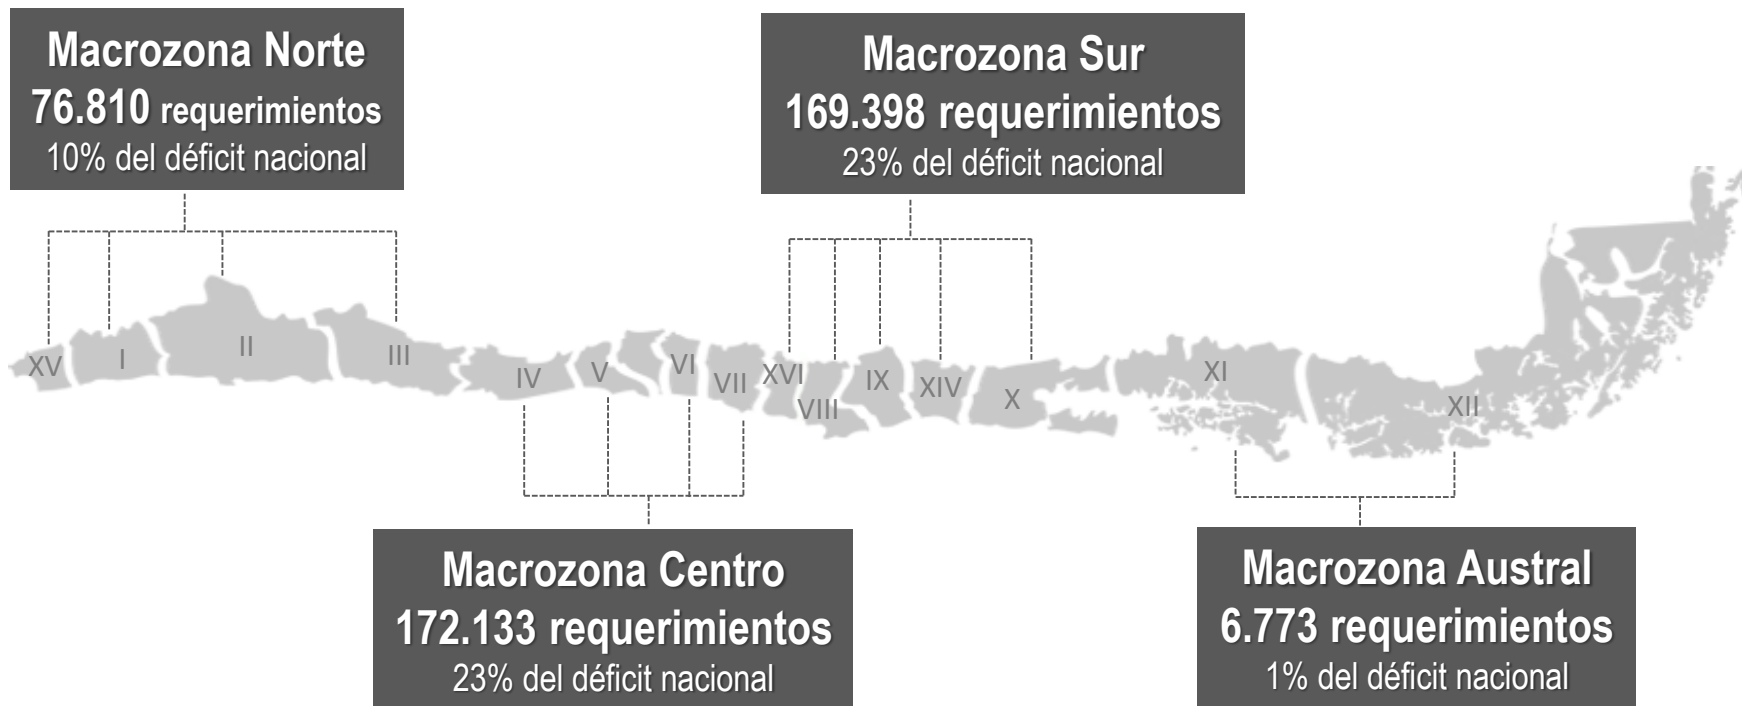 Macrozona Norte
76.810 requerimientos
10% del déficit nacional
Macrozona Sur
169.398 requerimientos
23% del déficit nacional
XV
I
II
III
IV
V
VI
VII
XVI
VIII
IX
XIV
X
XI
XII
Macrozona Centro
172.133 requerimientos
23% del déficit nacional
Macrozona Austral
6.773 requerimientos
1% del déficit nacional